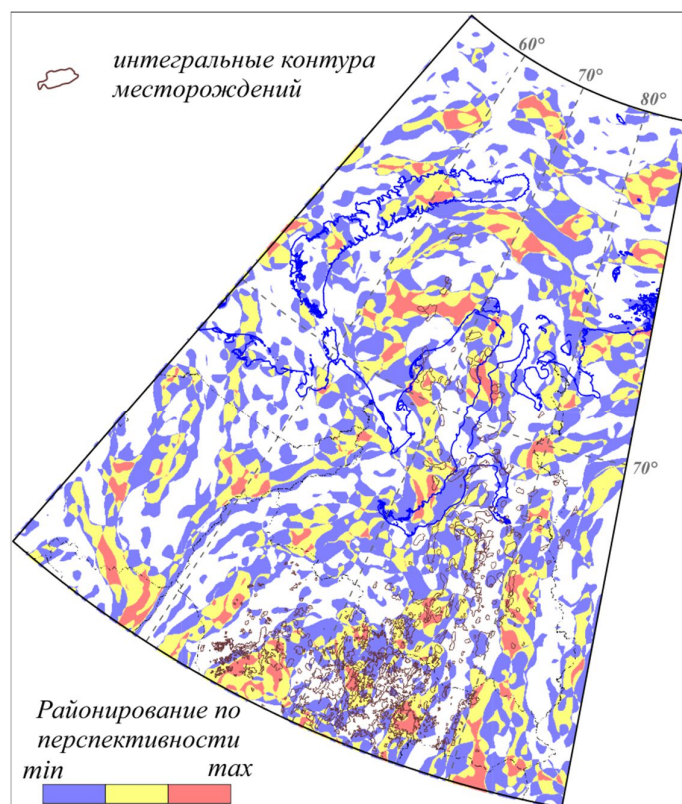 интегральные контура
месторождений
60°
70°
80°
70°
Районирование по
перспективности
min max